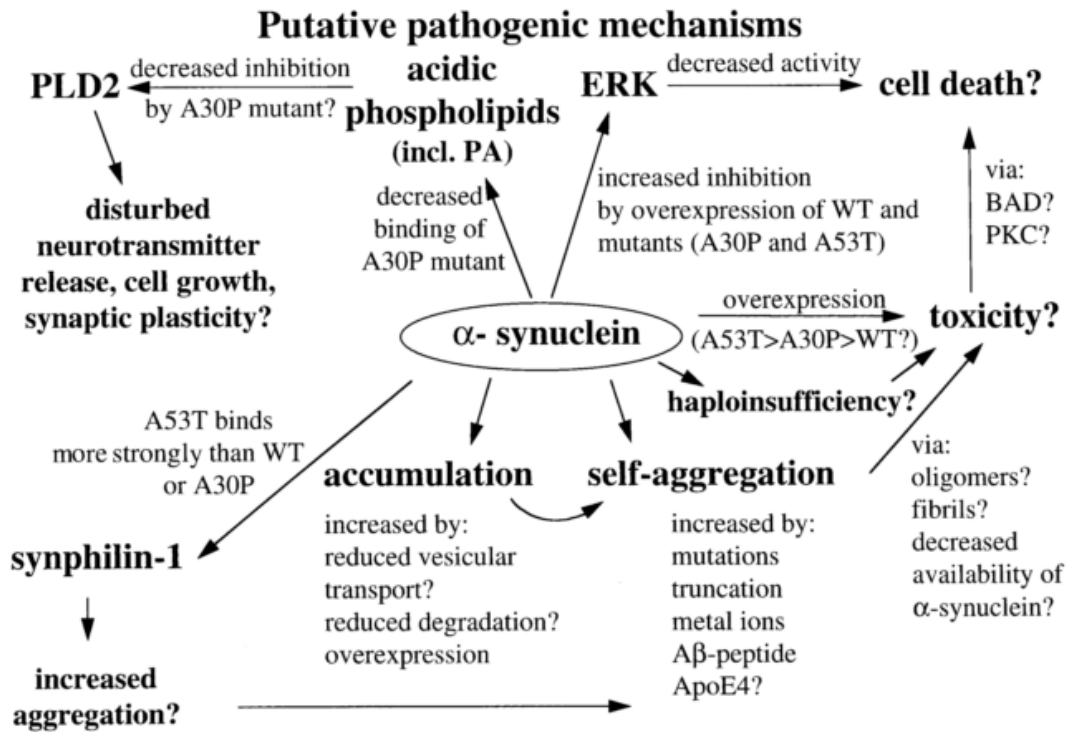 Putative pathogenic mechanisms
PLD2
decreased inhibition
by A30P mutant?
acidic
phospholipids
(incl. PA)
ERK
decreased activity
cell death?
disturbed
neurotransmitter
release, cell growth,
synaptic plasticity?
decreased
binding of
A30P mutant
increased inhibition
by overexpression of WT and
mutants (A30P and A53T)
via:
BAD?
PKC?
α- synuclein
overexpression
(A53T>A30P>WT?)
toxicity?
haploinsufficiency?
A53T binds
more strongly than WT
or A30P
accumulation
self-aggregation
via:
oligomers?
fibrils?
decreased
availability of
α-synuclein?
synphilin-1
increased by:
reduced vesicular
transport?
reduced degradation?
overexpression
increased by:
mutations
truncation
metal ions
Aβ-peptide
ApoE4?
increased
aggregation?